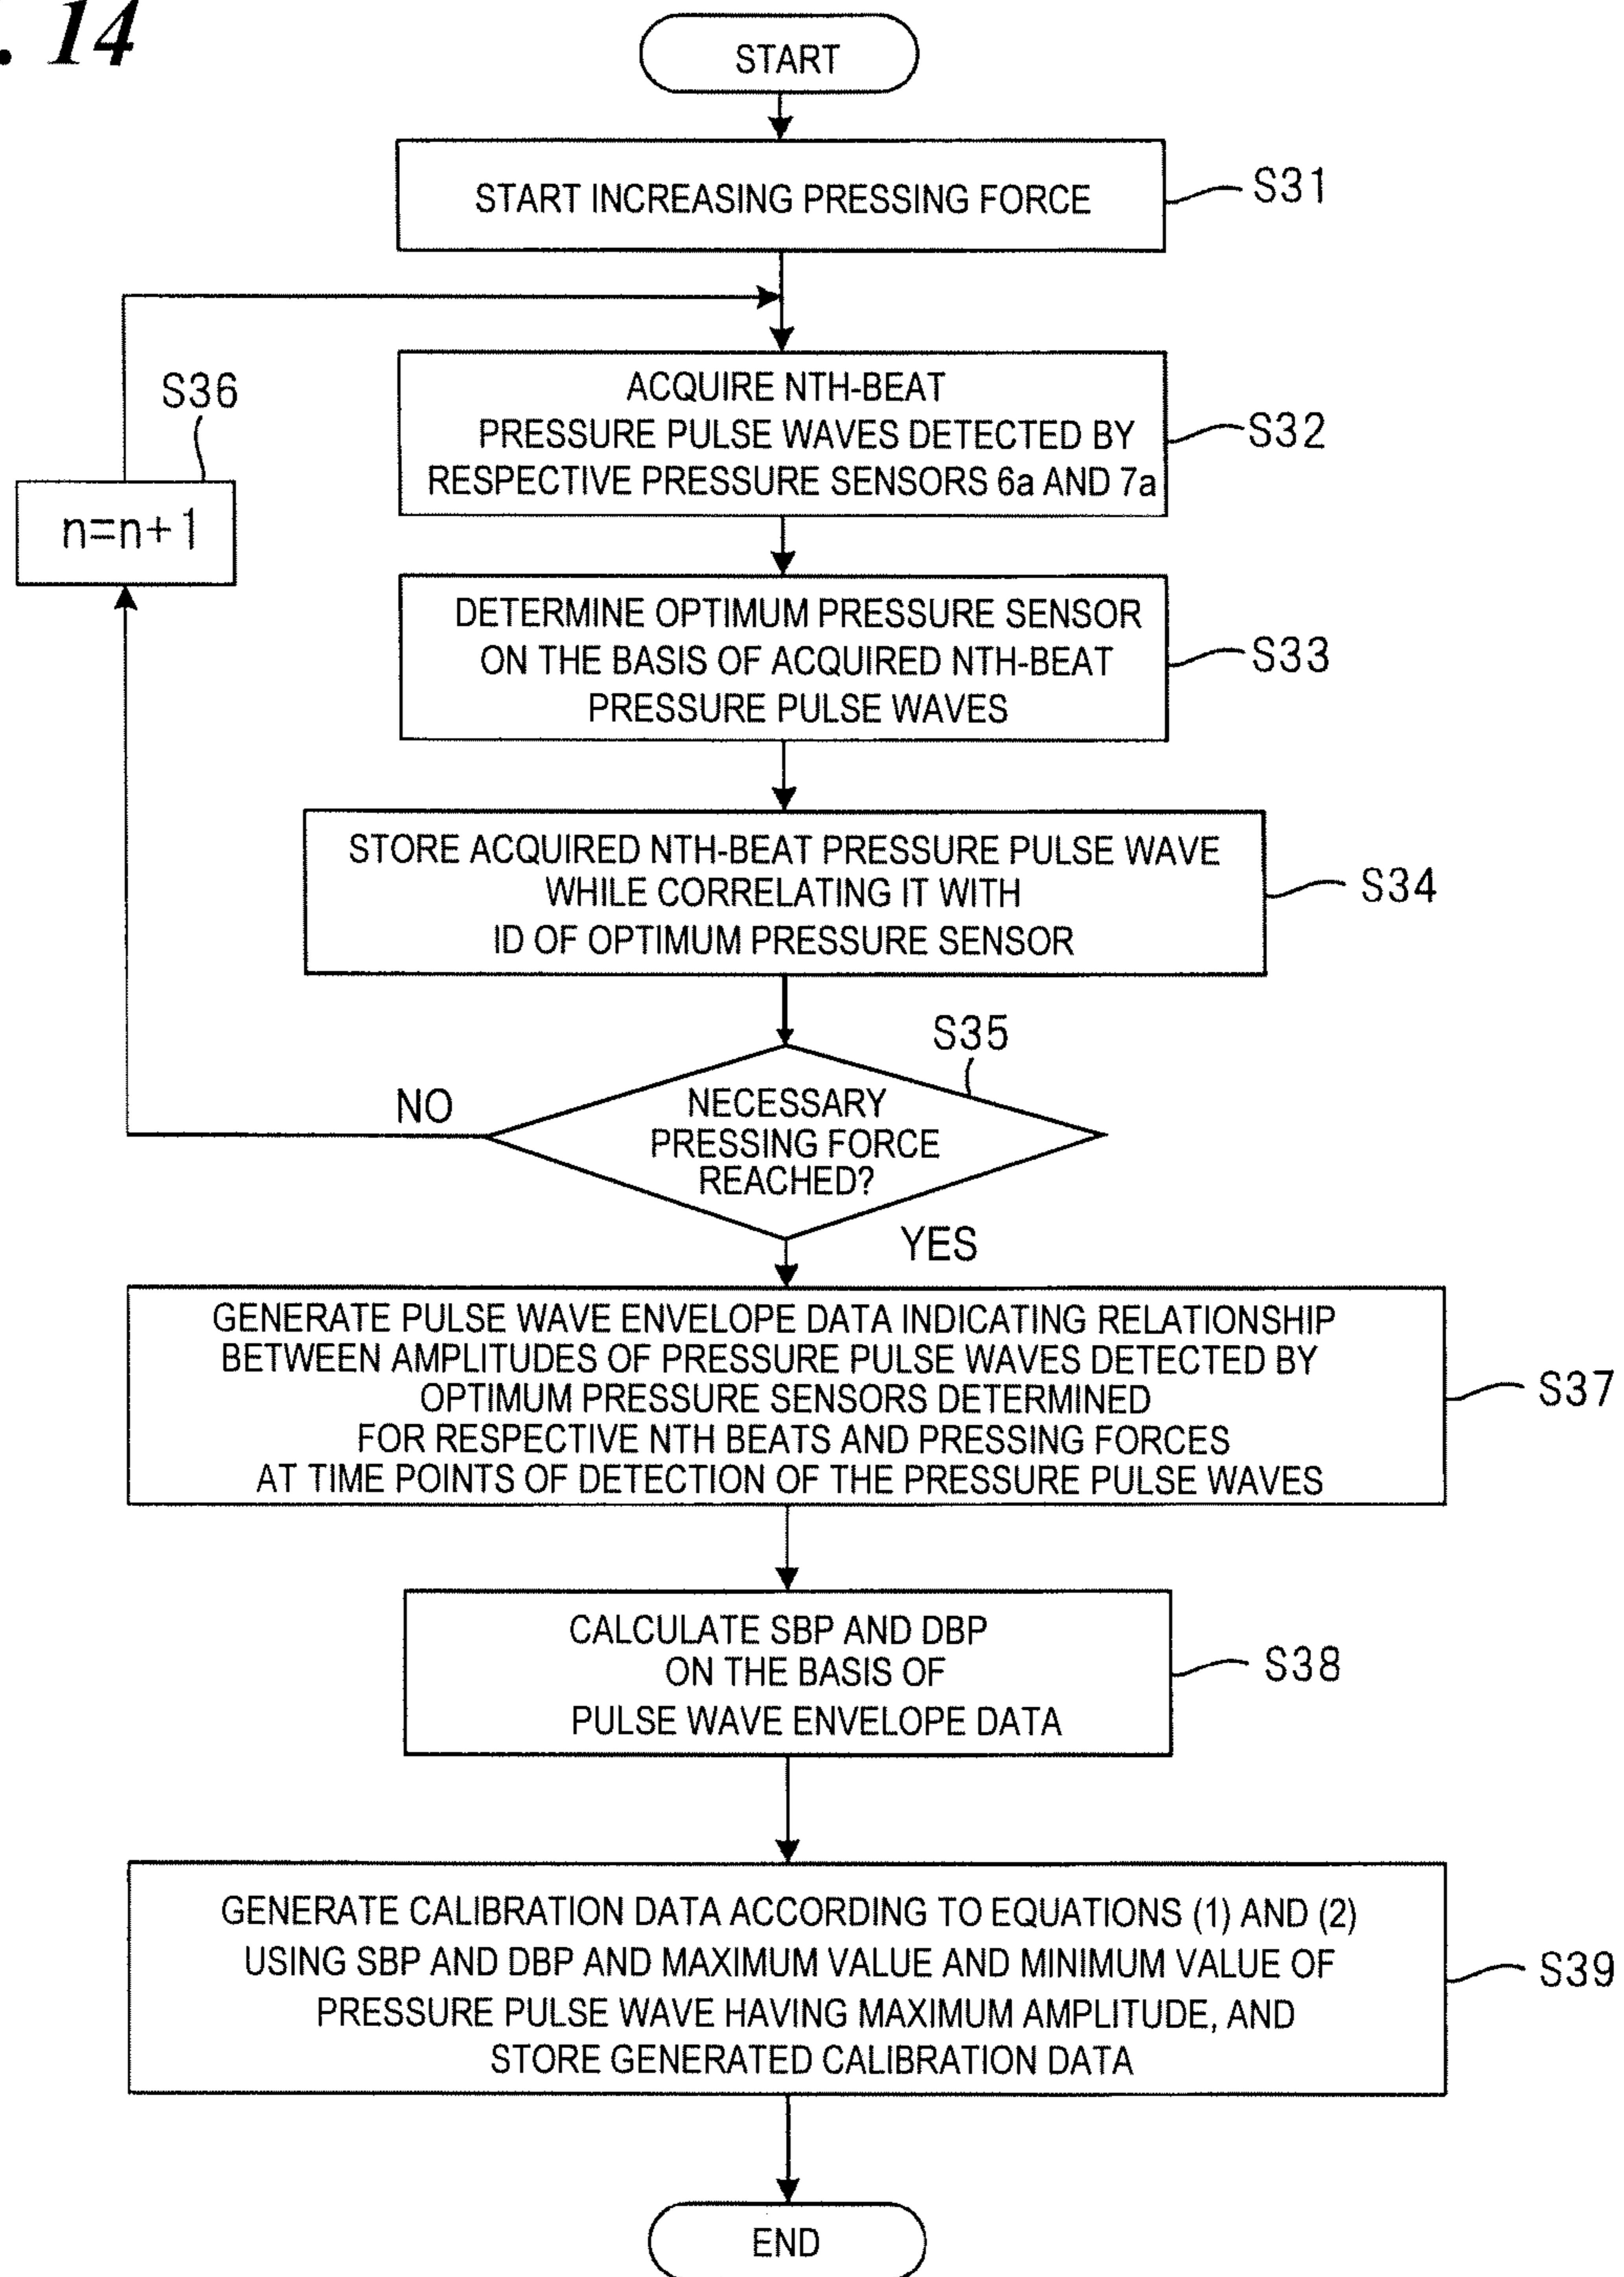 . 14
START
START INCREASING PRESSING FORCE
S31
S36
n=n+1
ACQUIRE NTH-BEAT
PRESSURE PULSE WAVES DETECTED BY
RESPECTIVE PRESSURE SENSORS 6a AND 7a
S32
DETERMINE OPTIMUM PRESSURE SENSOR
ON THE BASIS OF ACQUIRED NTH-BEAT
PRESSURE PULSE WAVES
S33
STORE ACQUIRED NTH-BEAT PRESSURE PULSE WAVE
WHILE CORRELATING IT WITH
ID OF OPTIMUM PRESSURE SENSOR
S34
S35
NO
NECESSARY
PRESSING FORCE
REACHED?
YES
GENERATE PULSE WAVE ENVELOPE DATA INDICATING RELATIONSHIP
BETWEEN AMPLITUDES OF PRESSURE PULSE WAVES DETECTED BY
OPTIMUM PRESSURE SENSORS DETERMINED
FOR RESPECTIVE NTH BEATS AND PRESSING FORCES
AT TIME POINTS OF DETECTION OF THE PRESSURE PULSE WAVES
S37
CALCULATE SBP AND DBP
ON THE BASIS OF
PULSE WAVE ENVELOPE DATA
S38
GENERATE CALIBRATION DATA ACCORDING TO EQUATIONS (1) AND (2)
USING SBP AND DBP AND MAXIMUM VALUE AND MINIMUM VALUE OF
PRESSURE PULSE WAVE HAVING MAXIMUM AMPLITUDE, AND
STORE GENERATED CALIBRATION DATA
S39
END